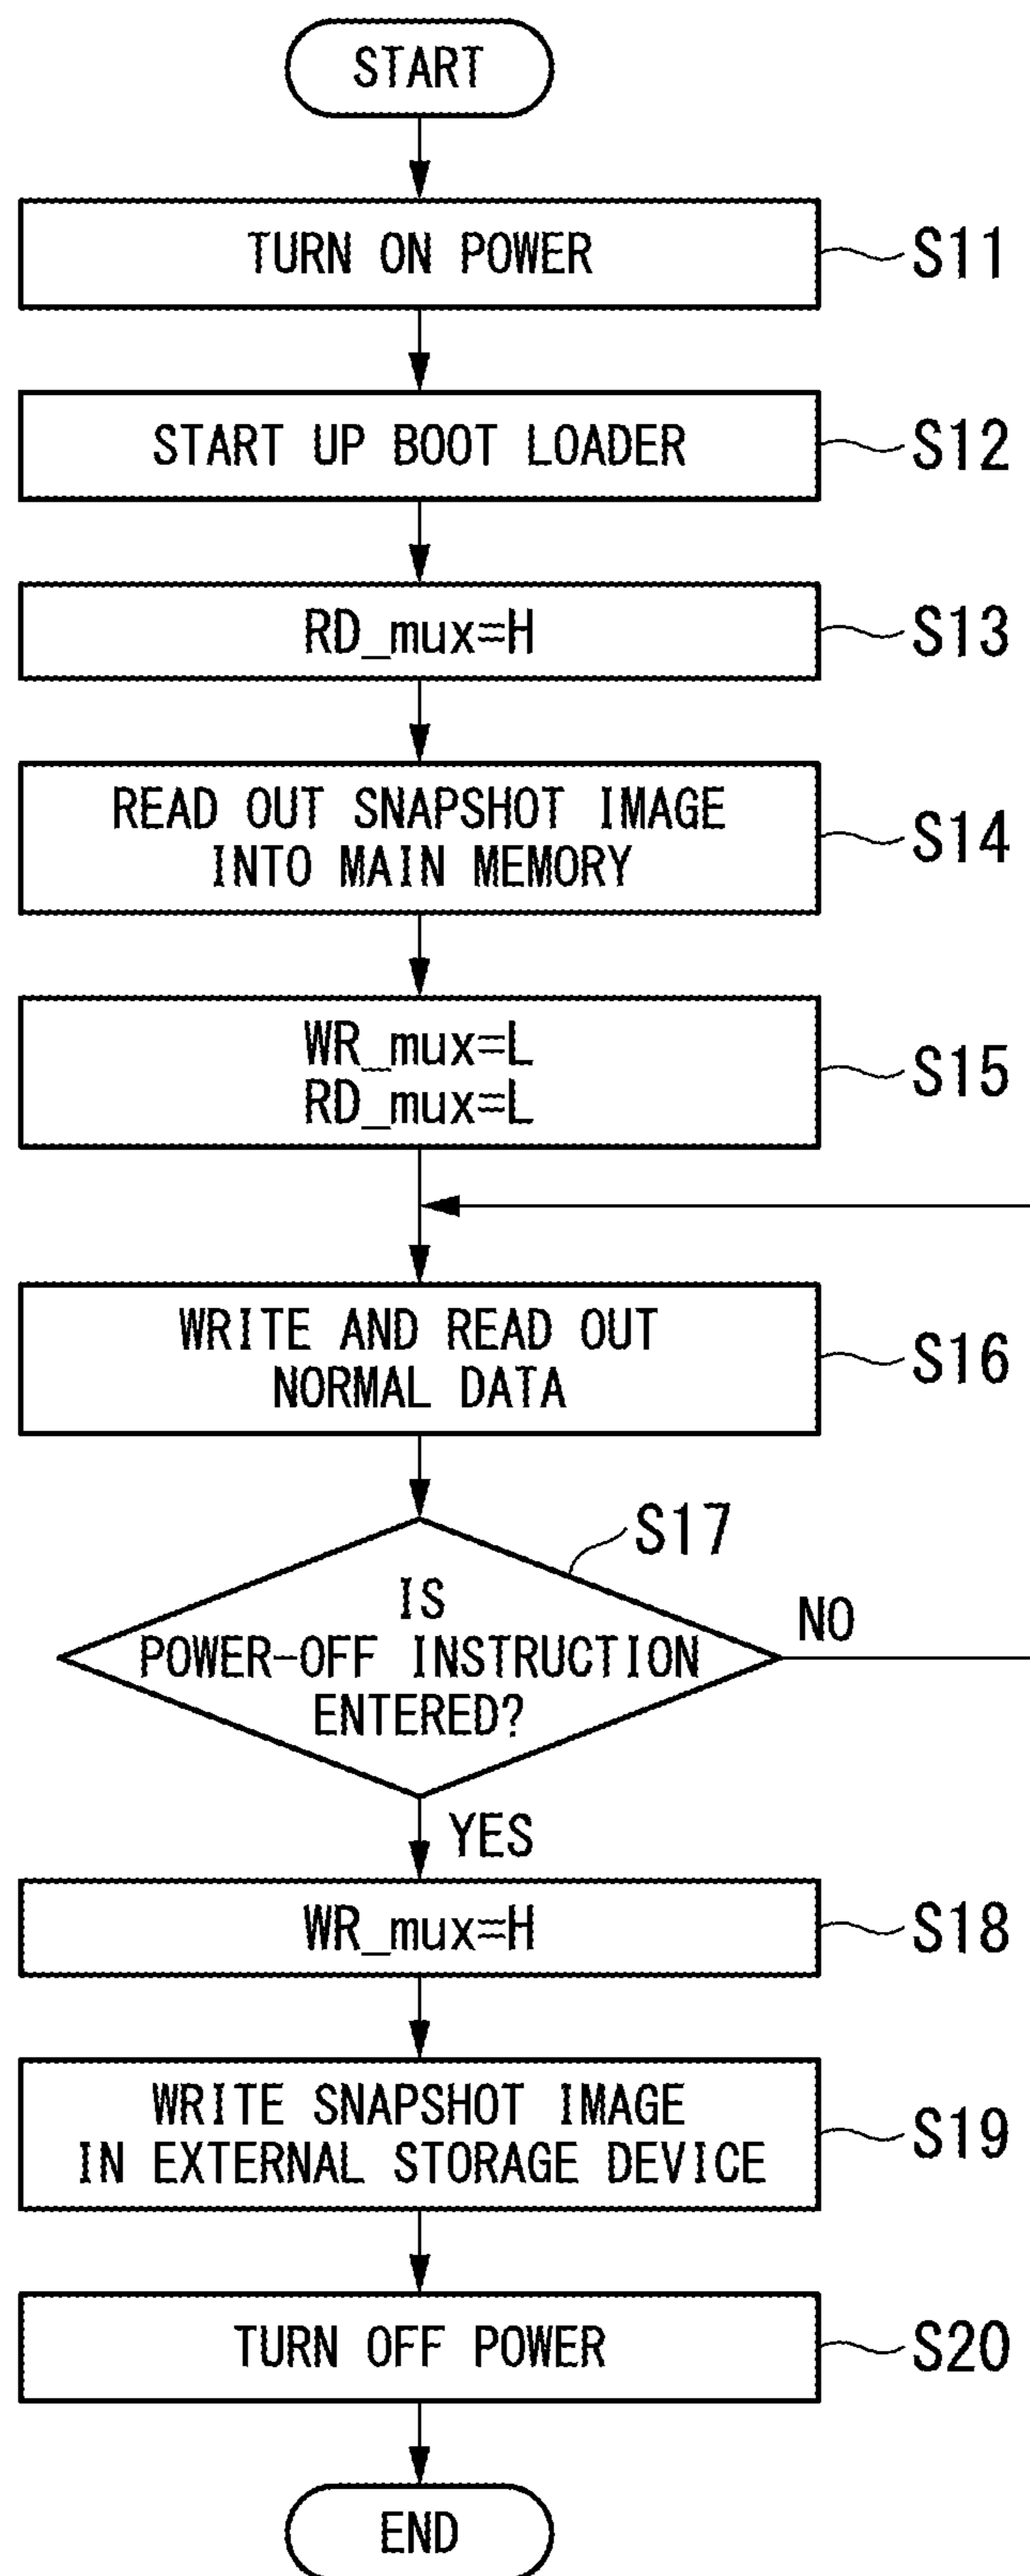 START
TURN ON POWER
S11
START UP BOOT LOADER
S12
RD_mux=H
S13
READ OUT SNAPSHOT IMAGE
INTO MAIN MEMORY
S14
WR_mux=L
RD_mux=L
S15
WRITE AND READ OUT
NORMAL DATA
S16
S17
IS
POWER-OFF INSTRUCTION
ENTERED?
NO
YES
WR_mux=H
S18
WRITE SNAPSHOT IMAGE
IN EXTERNAL STORAGE DEVICE
S19
TURN OFF POWER
S20
END